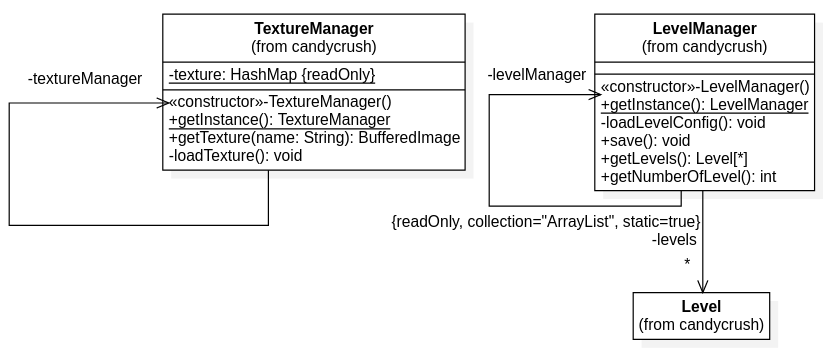 TextureManager
(from candycrush)
-texture: HashMap {readOnly}
«constructor»-TextureManager()
+getInstance(): TextureManager
+getTexture(name: String): BufferedImage
-loadTexture(): void
-textureManager
LevelManager
(from candycrush)
«constructor»-LevelManager()
+getInstance(): LevelManager
-loadLevelConfig(): void
+save(): void
+getLevels(): Level[*]
+getNumberOfLevel(): int
-levelManager
{readOnly, collection="ArrayList", static=true}
-levels
*
Level
(from candycrush)